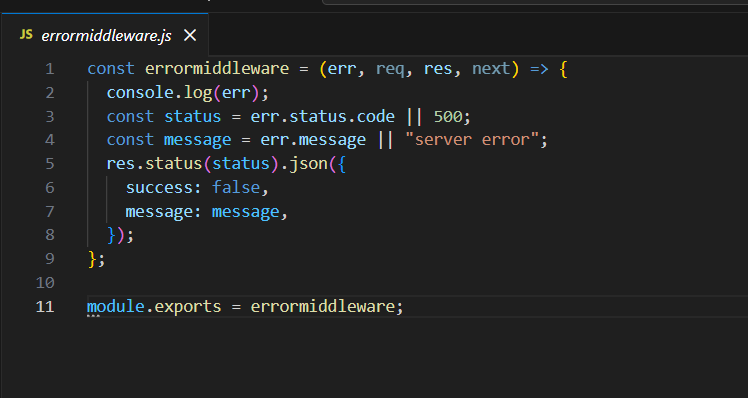 JS errormiddleware.js ×
1 const errormiddleware = (err, req, res, next) => {
2   console.log(err);
3   const status = err.status.code || 500;
4   const message = err.message || "server error";
5   res.status(status).json({
6     success: false,
7     message: message,
8   });
9 };
10
11 module.exports = errormiddleware;